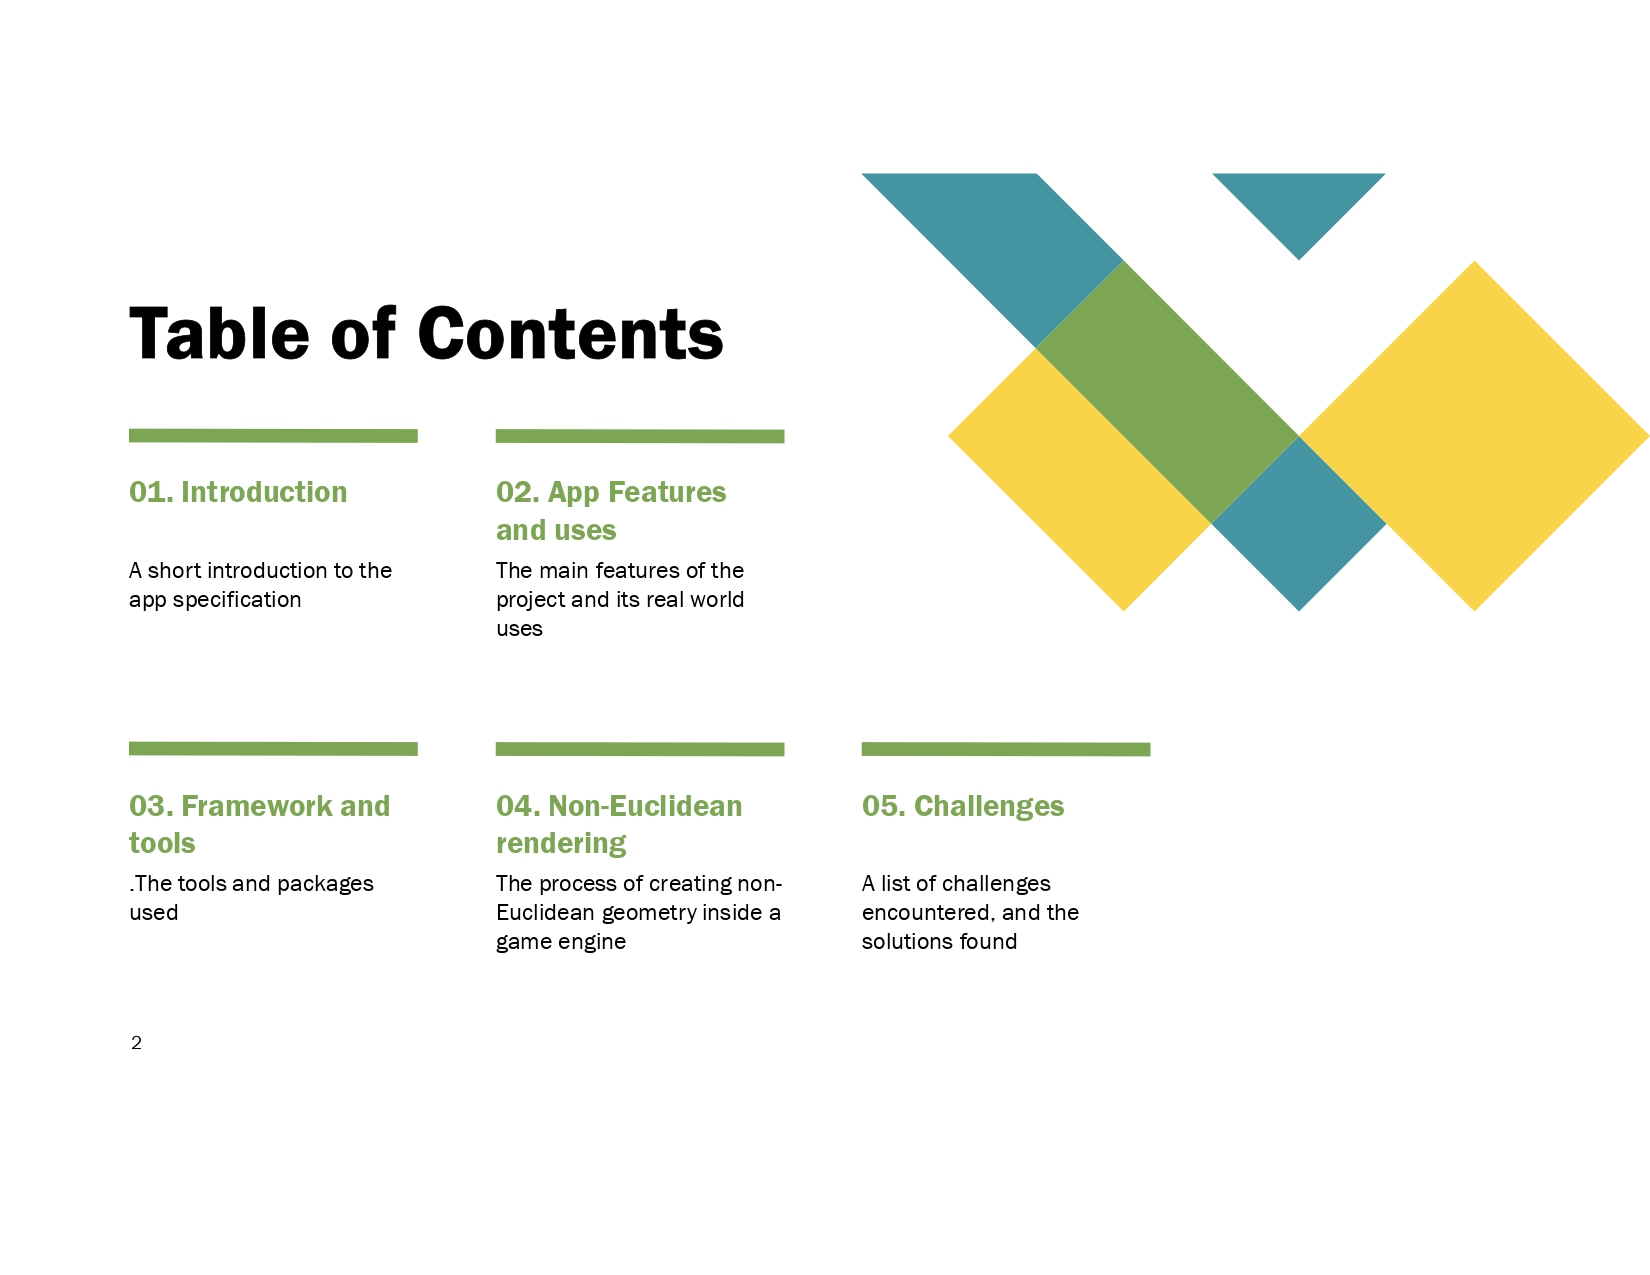 Table of Contents
01. Introduction
A short introduction to the
app specification
02. App Features
and uses
The main features of the
project and its real world
uses
03. Framework and
tools
.The tools and packages
used
04. Non-Euclidean
rendering
The process of creating non-
Euclidean geometry inside a
game engine
05. Challenges
A list of challenges
encountered, and the
solutions found
2